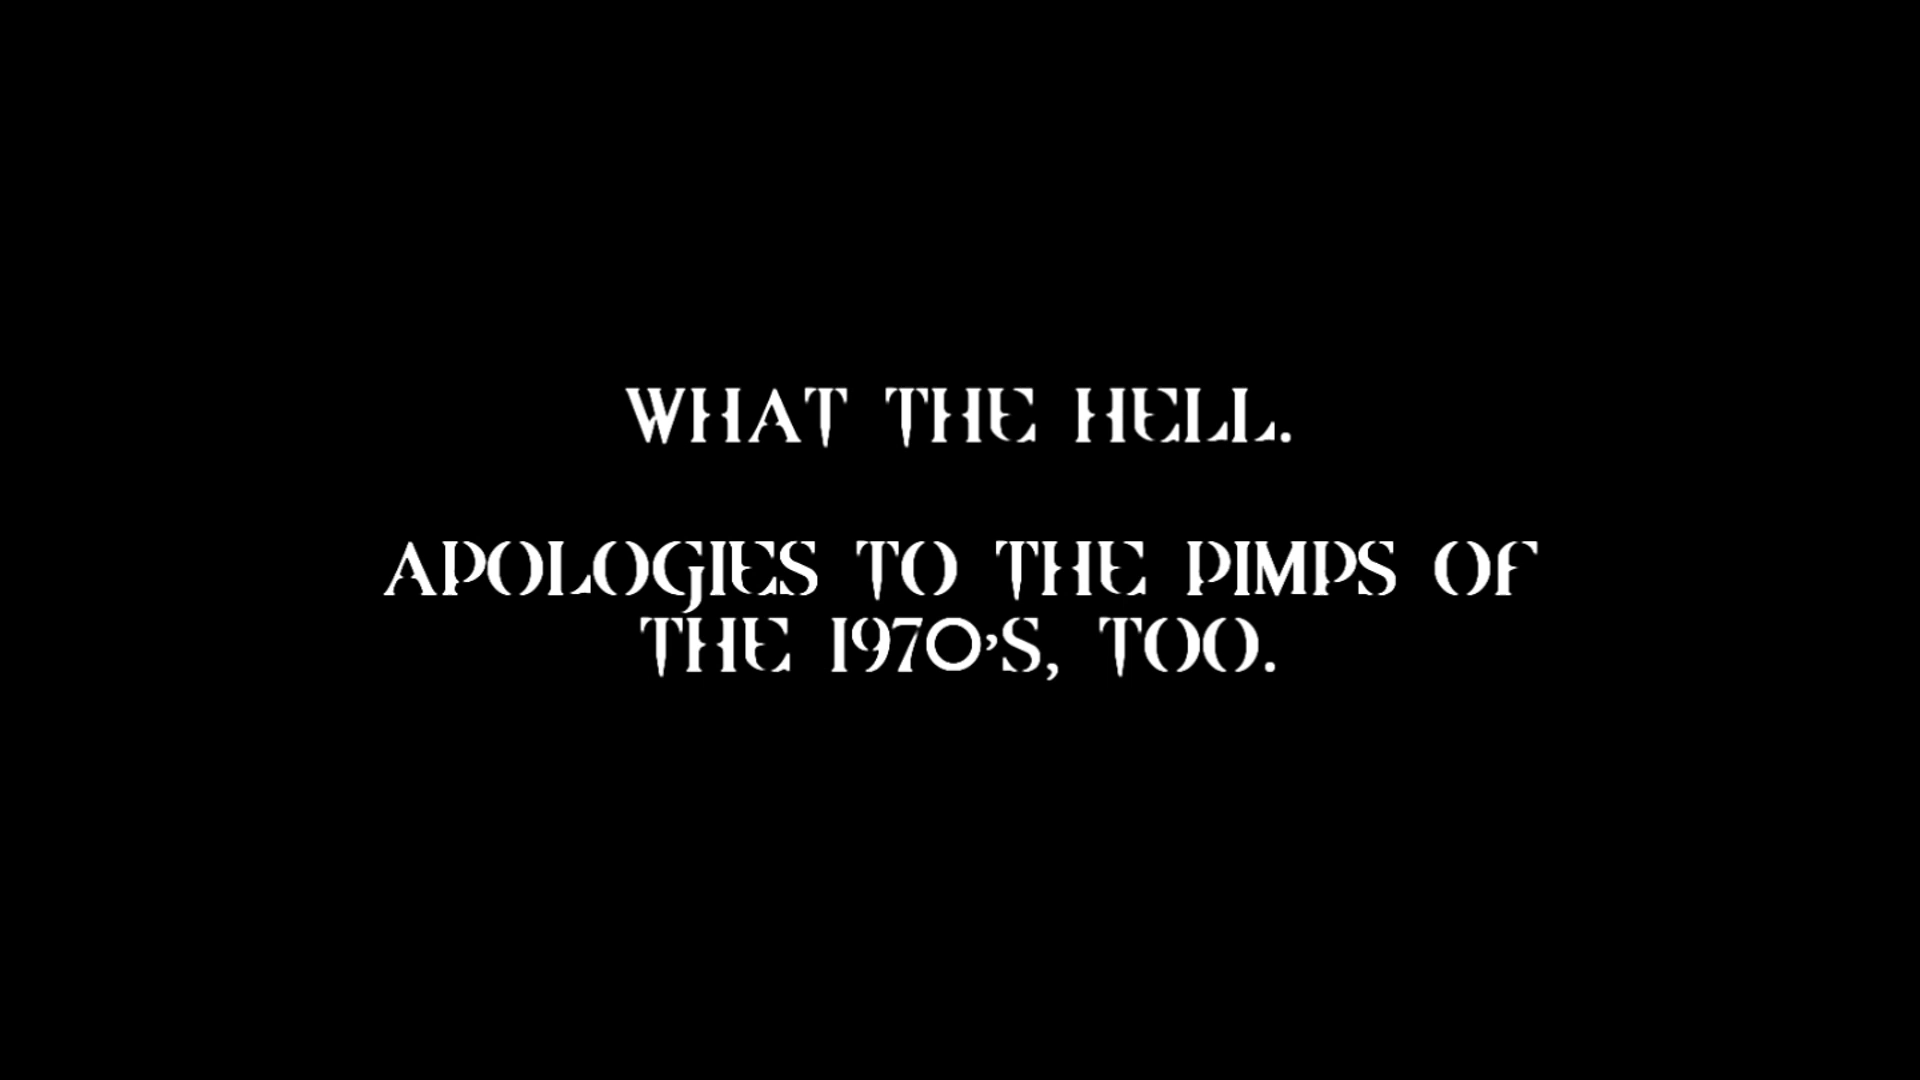 WHAT THE HELL.
APOLOGIES TO THE PIMPS OF
THE 1970'S, TOO.